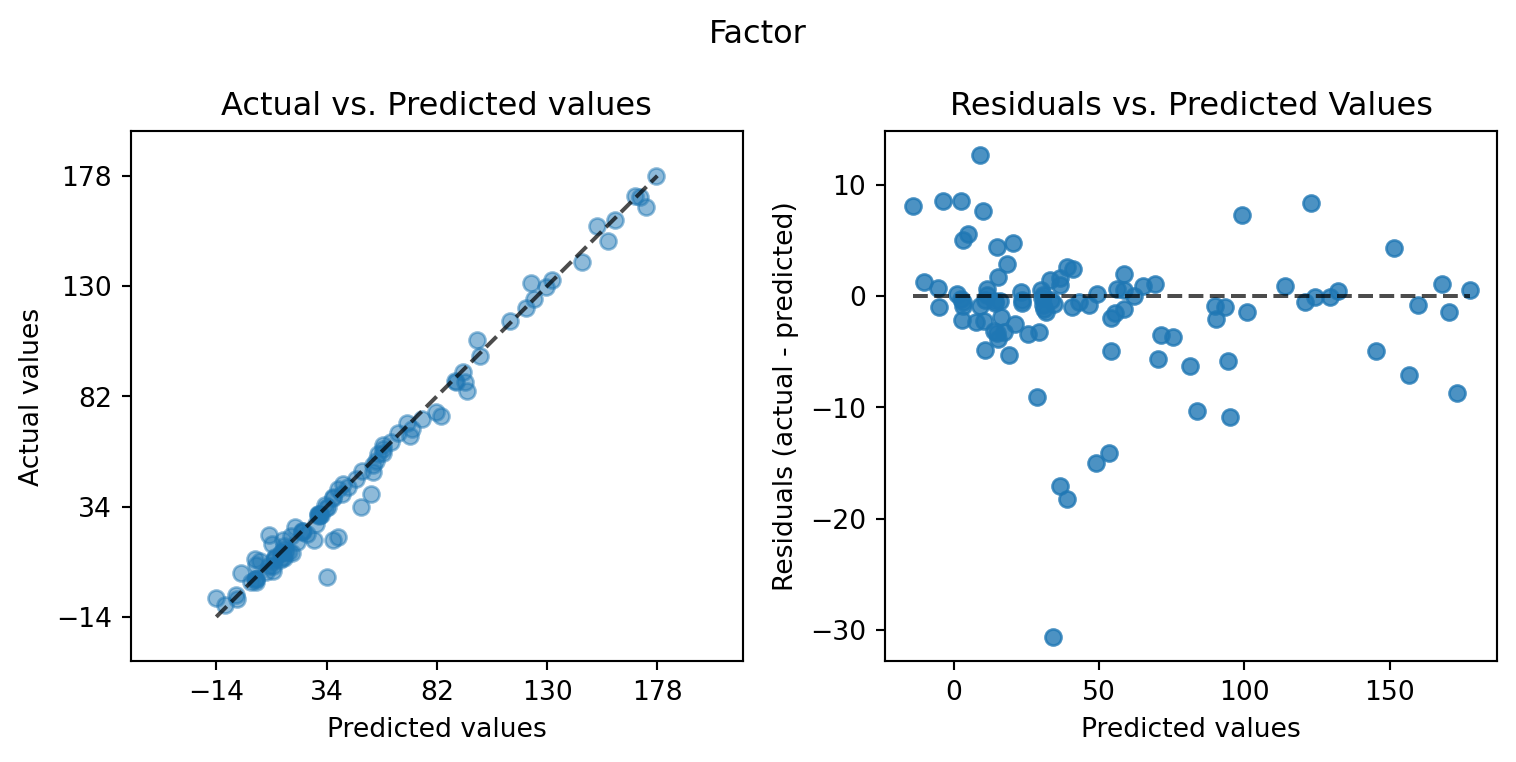 Factor
Actual vs. Predicted values
Actual values
178
130
82
34
−14
−14 34 82 130 178
Predicted values
Residuals vs. Predicted Values
Residuals (actual - predicted)
10
0
−10
−20
−30
0 50 100 150
Predicted values